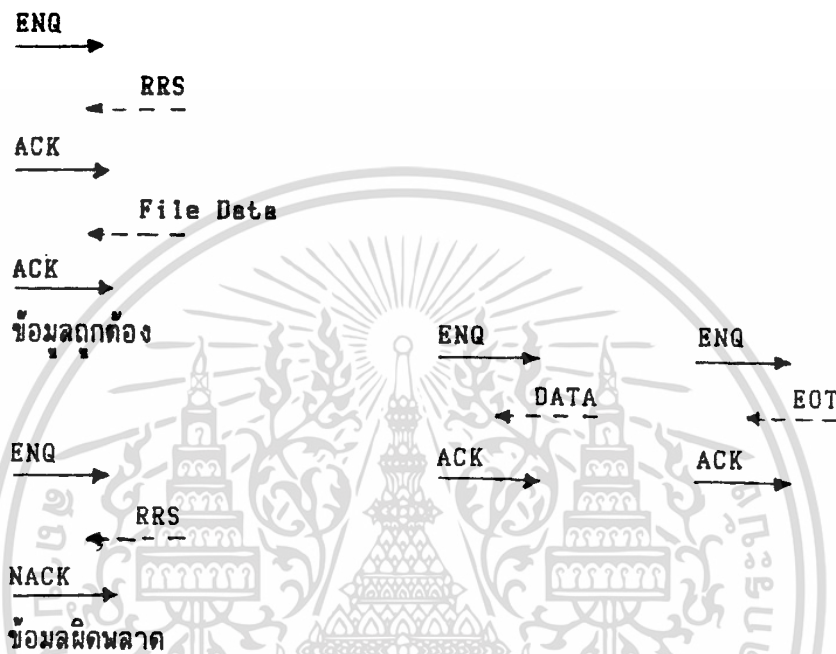 ENQ
RRS
ACK
File Data
ACK
ข้อมูลถูกต้อง
ENQ
RRS
NACK
ข้อมูลผิดพลาด
ENQ
DATA
ACK
ENQ
EOT
ACK